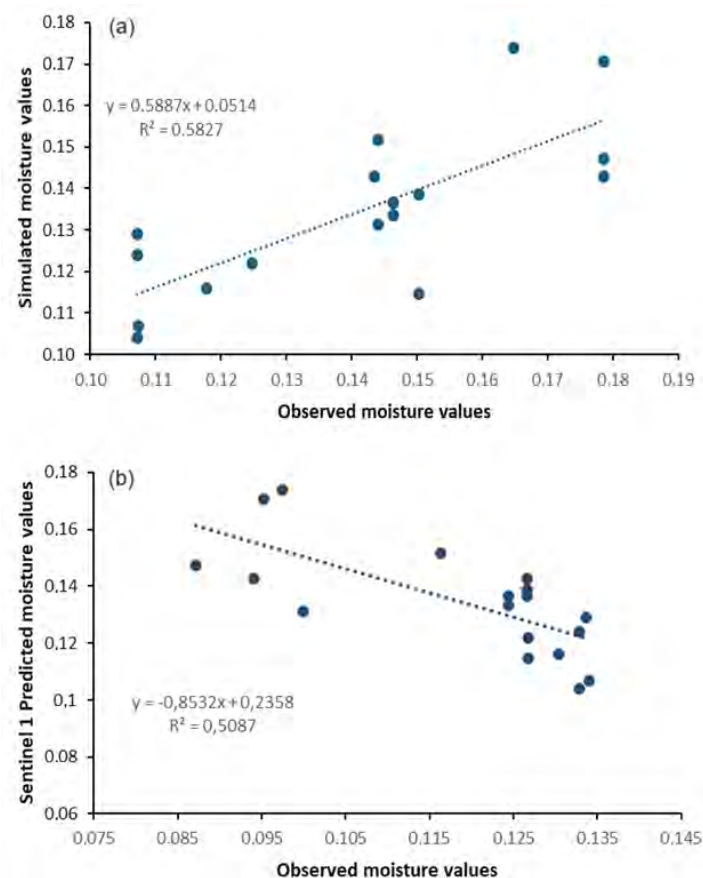 (a)
0.18
0.17
0.16
0.15
0.14
0.13
0.12
0.11
0.10
Simulated moisture values
y = 0.5887x + 0.0514
R² = 0.5827
0.10 0.11 0.12 0.13 0.14 0.15 0.16 0.17 0.18 0.19
Observed moisture values
(b)
0.18
0.16
0.14
0.12
0.1
0.08
0.06
Sentinel 1 Predicted moisture values
y = -0,8532x + 0,2358
R² = 0,5087
0.075 0.085 0.095 0.105 0.115 0.125 0.135 0.145
Observed moisture values